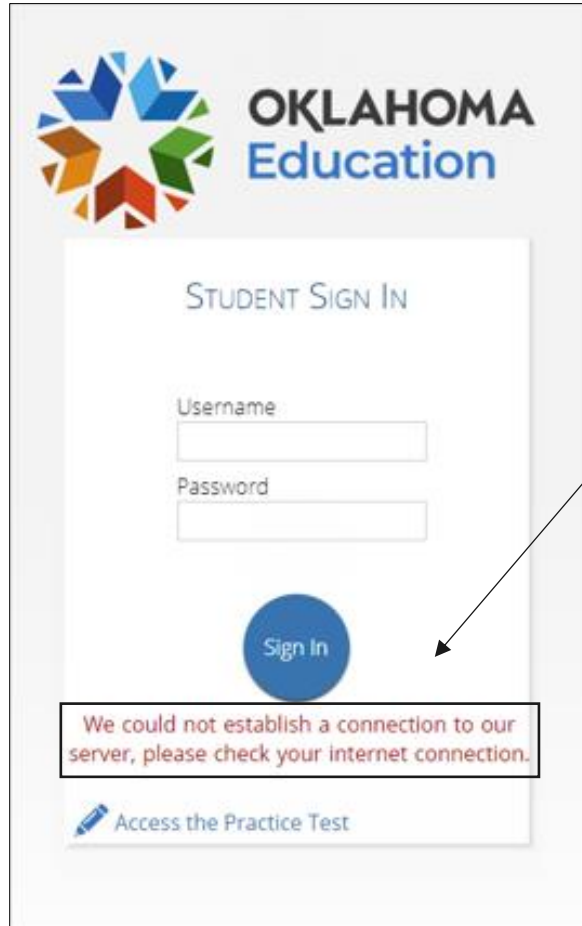 OKLAHOMA
Education
STUDENT SIGN IN
Username
Password
Sign In
We could not establish a connection to our
server, please check your internet connection.
Access the Practice Test